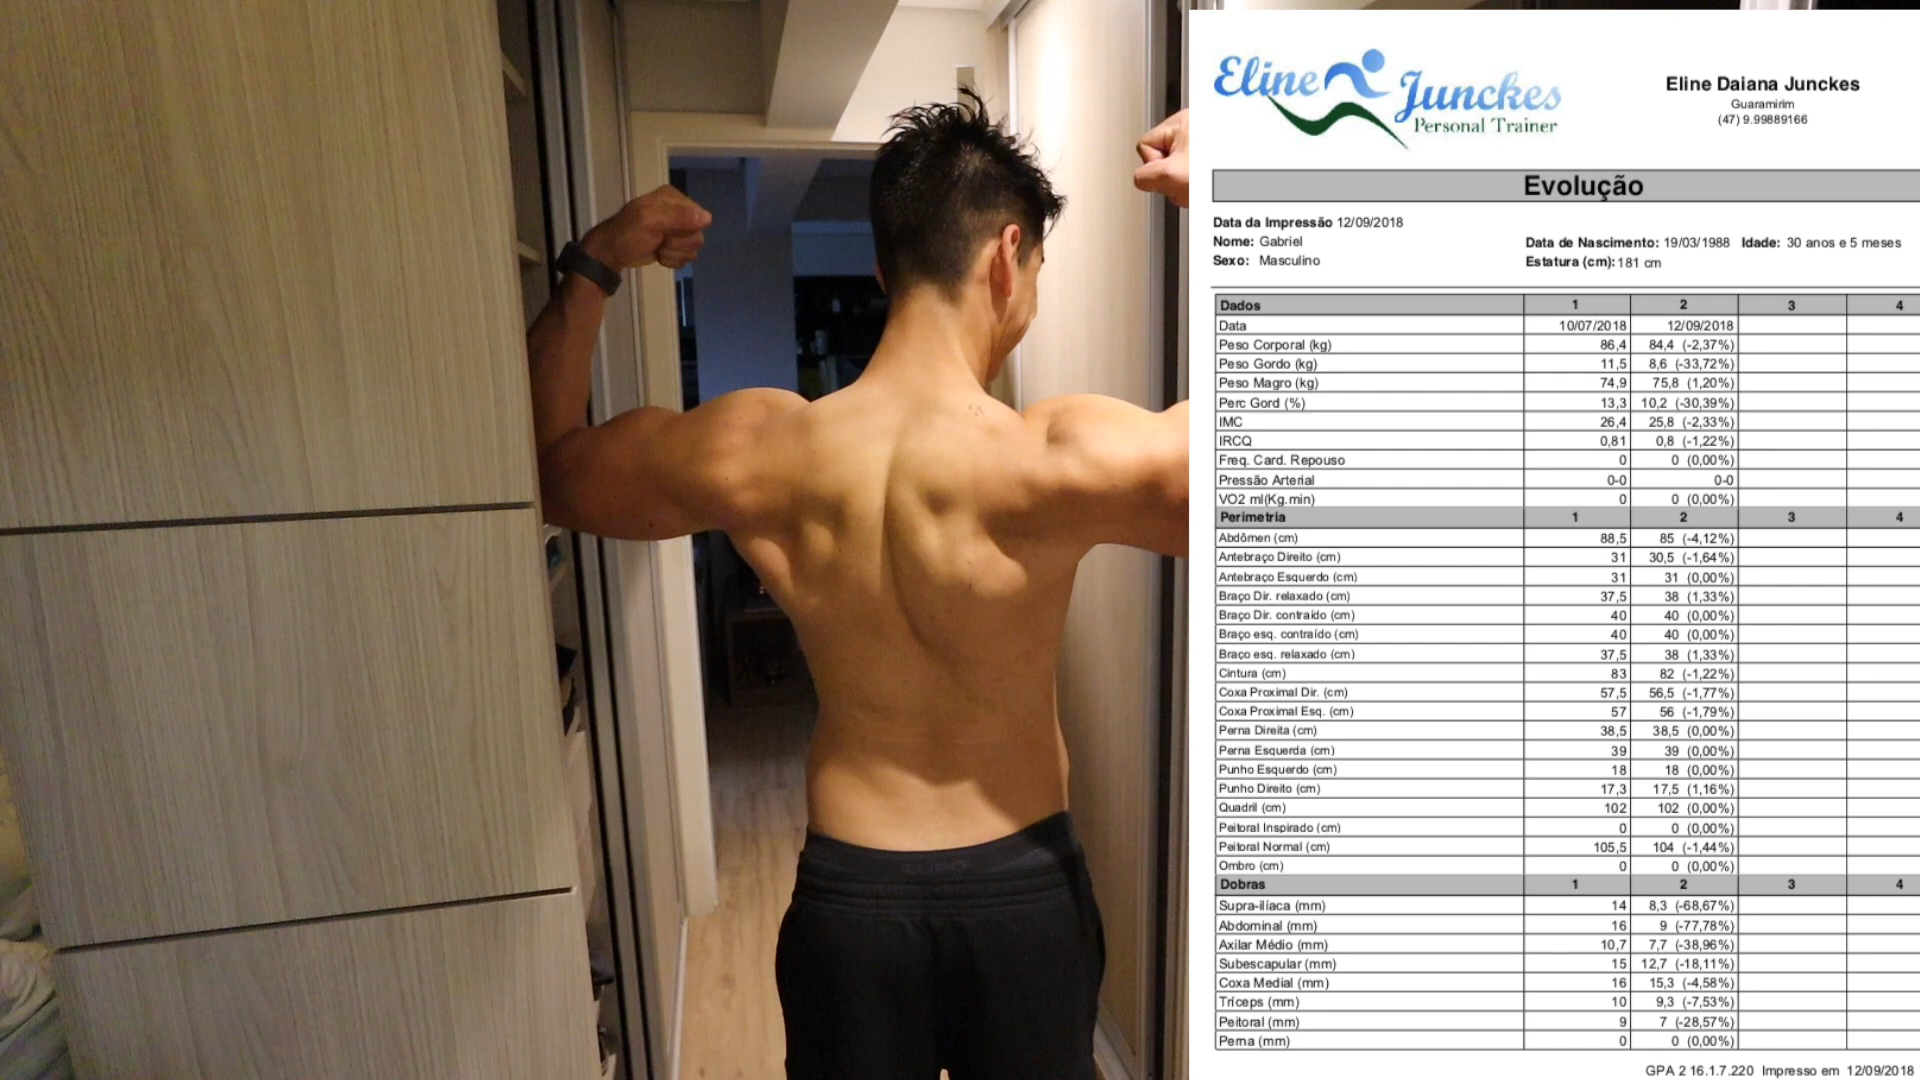 Eline Junckes
Personal Trainer
Eline Daiana Junckes
Guaramirim
(47) 9.99889166
Evolução
Data da Impressão 12/09/2018
Nome: Gabriel
Data de Nascimento: 19/03/1988 Idade: 30 anos e 5 meses
Sexo: Masculino
Estatura (cm): 181 cm
Dados 1 2 3 4
Data 10/07/2018 12/09/2018
Peso Corporal (kg) 86,4 84,4 (-2,37%)
Peso Gordo (kg) 11,5 8,6 (-33,72%)
Peso Magro (kg) 74,9 75,8 (1,20%)
Perc Gord (%) 13,3 10,2 (-30,39%)
IMC 26,4 25,8 (-2,33%)
IRCQ 0,81 0,8 (-1,22%)
Freq. Card. Repouso 0 0 (0,00%)
Pressão Arterial 0-0 0-0
VO2 ml(Kg.min) 0 0 (0,00%)
Perimetria 1 2 3 4
Abdômen (cm) 88,5 85 (-4,12%)
Antebraço Direito (cm) 31 30,5 (-1,64%)
Antebraço Esquerdo (cm) 31 31 (0,00%)
Braço Dir. relaxado (cm) 37,5 38 (1,33%)
Braço Dir. contraído (cm) 40 40 (0,00%)
Braço esq. contraído (cm) 40 40 (0,00%)
Braço esq. relaxado (cm) 37,5 38 (1,33%)
Cintura (cm) 83 82 (-1,22%)
Coxa Proximal Dir. (cm) 57,5 56,5 (-1,77%)
Coxa Proximal Esq. (cm) 57 56 (-1,79%)
Perna Direita (cm) 38,5 38,5 (0,00%)
Perna Esquerda (cm) 39 39 (0,00%)
Punho Esquerdo (cm) 18 18 (0,00%)
Punho Direito (cm) 17,3 17,5 (1,16%)
Quadril (cm) 102 102 (0,00%)
Peitoral Inspirado (cm) 0 0 (0,00%)
Peitoral Normal (cm) 105,5 104 (-1,44%)
Ombro (cm) 0 0 (0,00%)
Dobras 1 2 3 4
Supra-ilíaca (mm) 14 8,3 (-68,67%)
Abdominal (mm) 16 9 (-77,78%)
Axilar Médio (mm) 10,7 7,7 (-38,96%)
Subescapular (mm) 15 12,7 (-18,11%)
Coxa Medial (mm) 16 15,3 (-4,58%)
Tríceps (mm) 10 9,3 (-7,53%)
Peitoral (mm) 9 7 (-28,57%)
Perna (mm) 0 0 (0,00%)
GPA 2 16.1.7.220 Impresso em 12/09/2018
LUPO